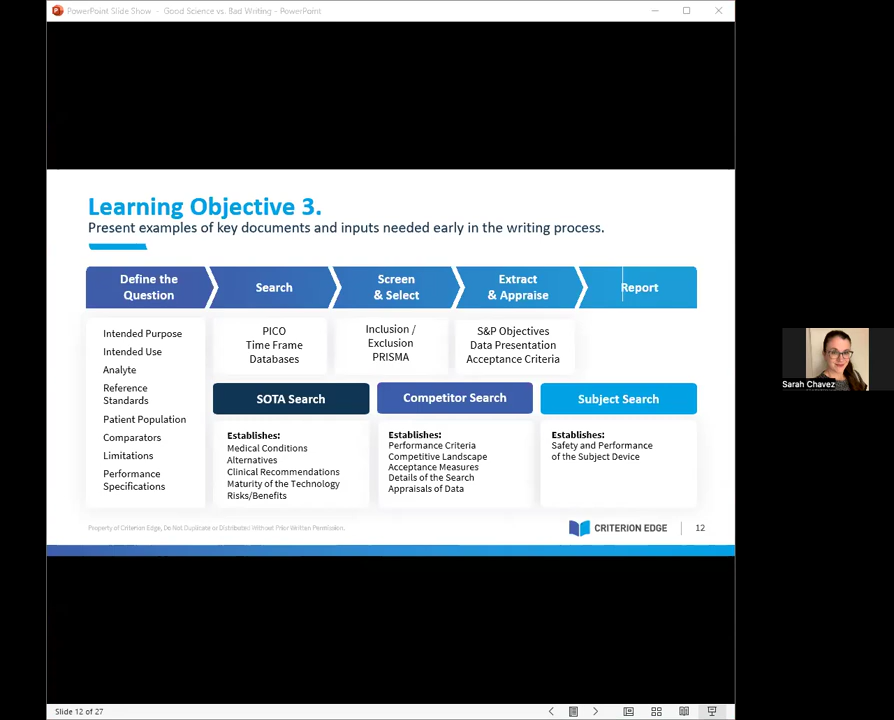 PowerPoint Slide Show - Good Science vs. Bad Writing - PowerPoint
Learning Objective 3.
Present examples of key documents and inputs needed early in the writing process.
Define the
Question
Search
Screen
& Select
Extract
& Appraise
Report
Intended Purpose
Intended Use
Analyte
Reference
Standards
Patient Population
Comparators
Limitations
Performance
Specifications
PICO
Time Frame
Databases
Inclusion /
Exclusion
PRISMA
S&P Objectives
Data Presentation
Acceptance Criteria
SOTA Search
Establishes:
Medical Conditions
Alternatives
Clinical Recommendations
Maturity of the Technology
Risks/Benefits
Competitor Search
Establishes:
Performance Criteria
Competitive Landscape
Acceptance Measures
Details of the Search
Appraisals of Data
Subject Search
Establishes:
Safety and Performance
of the Subject Device
Property of Criterion Edge, Do Not Duplicate or Distributed Without Prior Written Permission.
CRITERION EDGE
12
Sarah Chavez
Slide 12 of 27